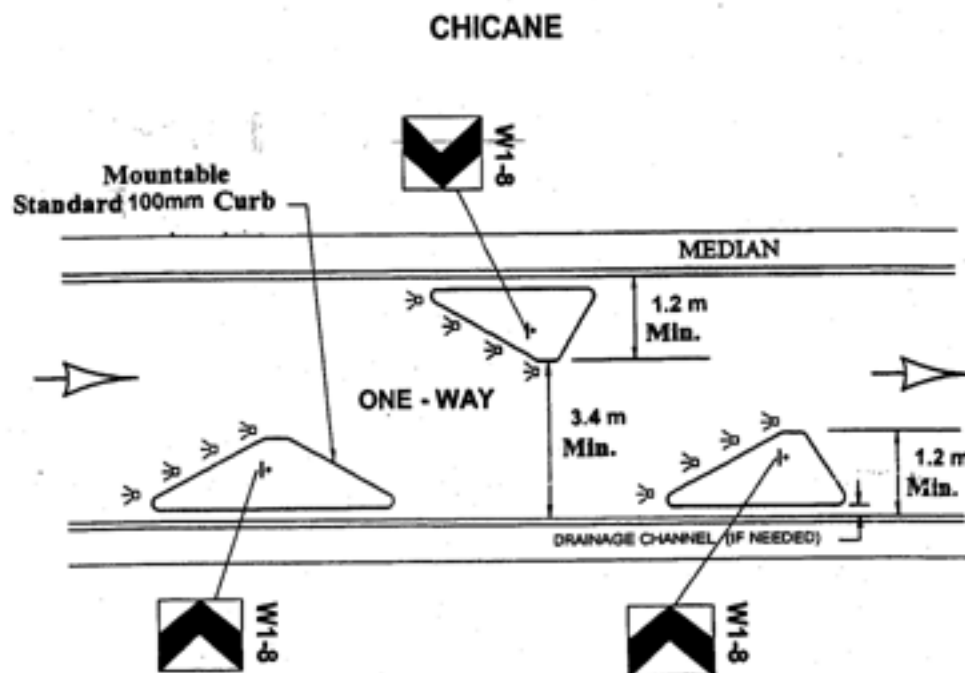 CHICANE
W1-8
Mountable
Standard 100mm Curb
MEDIAN
1.2 m
Min.
ONE - WAY
3.4 m
Min.
1.2 m
Min.
DRAINAGE CHANNEL (IF NEEDED)
W1-8
W1-8